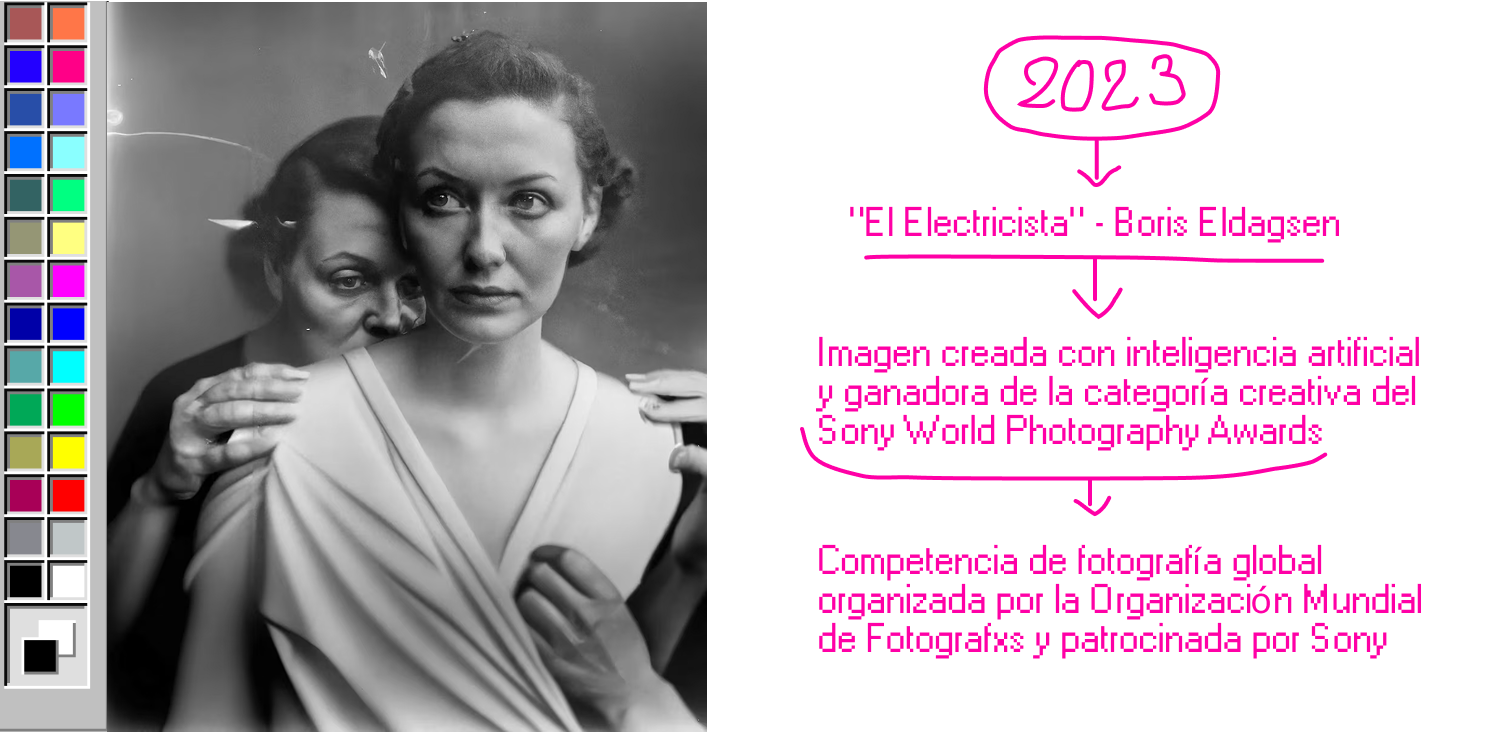 2023
"El Electricista" - Boris Eldagsen
Imagen creada con inteligencia artificial
y ganadora de la categoría creativa del
Sony World Photography Awards
Competencia de fotografía global
organizada por la Organización Mundial
de Fotografxs y patrocinada por Sony